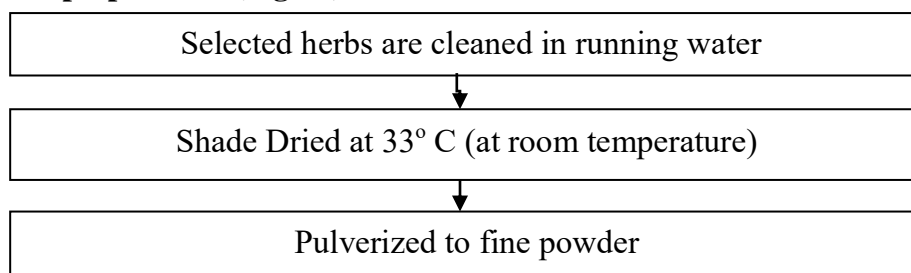 Selected herbs are cleaned in running water
Shade Dried at 33º C (at room temperature)
Pulverized to fine powder